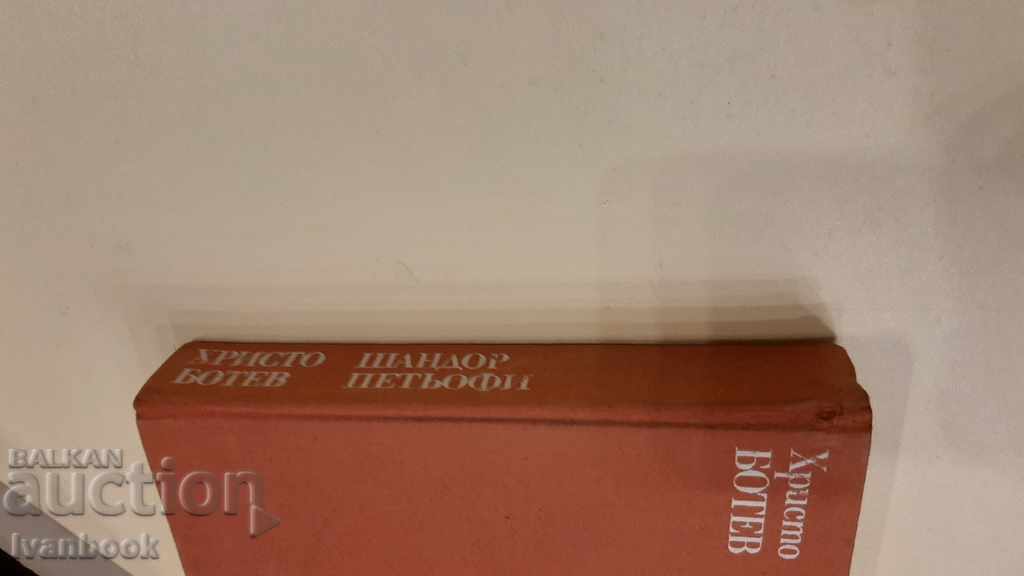 ХРИСТО
БОТЕВ
ШАНДОР
ПЕТЬОФИ
Христо
БОТЕВ
BALKAN
auction
Ivanbook